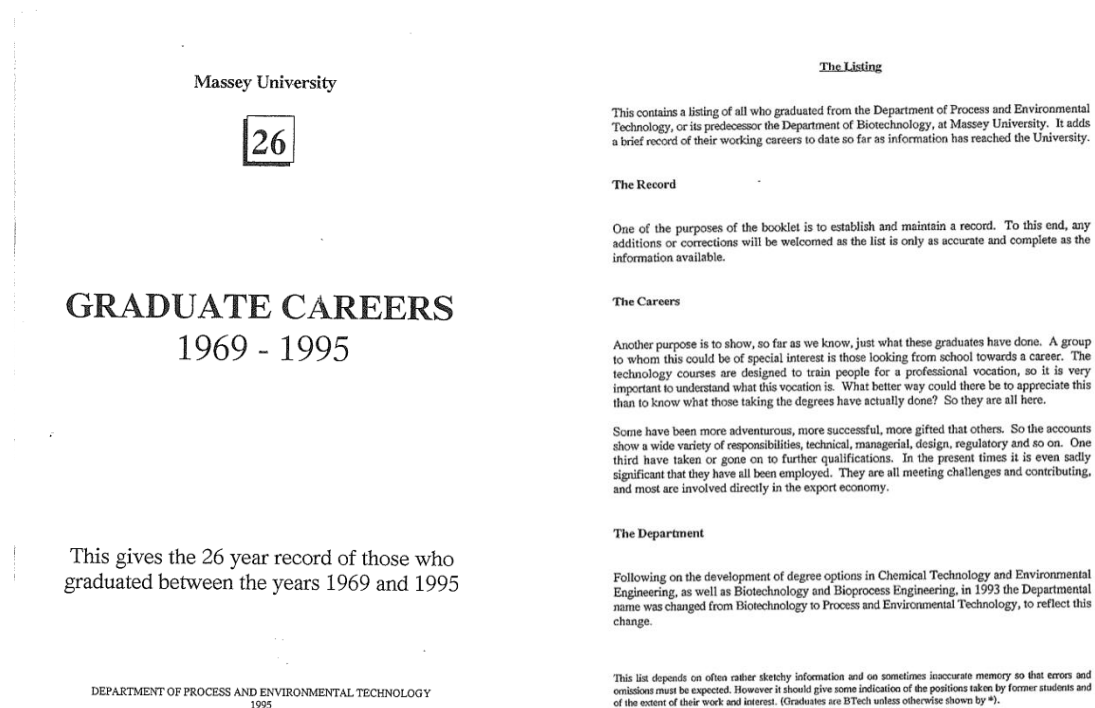 Massey University
26
GRADUATE CAREERS
1969 - 1995
This gives the 26 year record of those who
graduated between the years 1969 and 1995
DEPARTMENT OF PROCESS AND ENVIRONMENTAL TECHNOLOGY
1995
The Listing
This contains a listing of all who graduated from the Department of Process and Environmental
Technology, or its predecessor the Department of Biotechnology, at Massey University. It adds
a brief record of their working careers to date so far as information has reached the University.
The Record
One of the purposes of the booklet is to establish and maintain a record. To this end, any
additions or corrections will be welcomed as the list is only as accurate and complete as the
information available.
The Careers
Another purpose is to show, so far as we know, just what these graduates have done. A group
to whom this could be of special interest is those looking from school towards a career. The
technology courses are designed to train people for a professional vocation, so it is very
important to understand what this vocation is. What better way could there be to appreciate this
than to know what those taking the degrees have actually done? So they are all here.
Some have been more adventurous, more successful, more gifted that others. So the accounts
show a wide variety of responsibilities, technical, managerial, design, regulatory and so on. One
third have taken or gone on to further qualifications. In the present times it is even sadly
significant that they have all been employed. They are all meeting challenges and contributing,
and most are involved directly in the export economy.
The Department
Following on the development of degree options in Chemical Technology and Environmental
Engineering, as well as Biotechnology and Bioprocess Engineering, in 1993 the Departmental
name was changed from Biotechnology to Process and Environmental Technology, to reflect this
change.
This list depends on often rather sketchy information and on sometimes inaccurate memory so that errors and
omissions must be expected. However it should give some indication of the positions taken by former students and
of the extent of their work and interest. (Graduates are BTech unless otherwise shown by *).